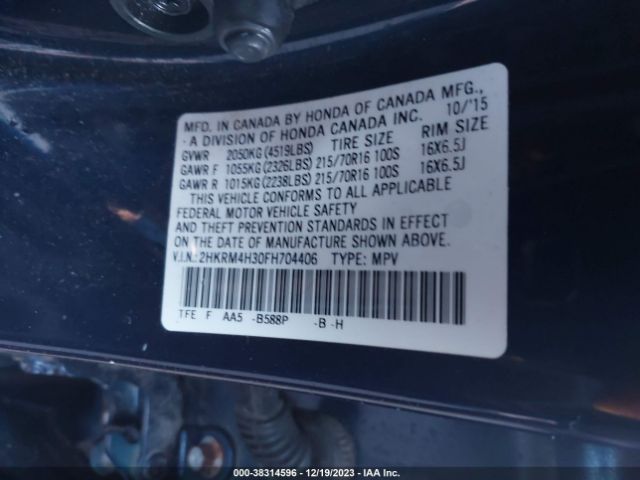 MFD. IN CANADA BY HONDA OF CANADA MFG.,
A DIVISION OF HONDA CANADA INC. 10/'15
GVWR 2050KG(4519LBS) TIRE SIZE RIM SIZE
GAWR F 1055KG(2326LBS)215/70R16 100S 16X6.5J
GAWR R 1015KG(2238LBS)215/70R16 100S 16X6.5J
THIS VEHICLE CONFORMS TO ALL APPLICABLE
FEDERAL MOTOR VEHICLE SAFETY
AND THEFT PREVENTION STANDARDS IN EFFECT
ON THE DATE OF MANUFACTURE SHOWN ABOVE.
V.I.N.:2HKRM4H30FH704406 TYPE: MPV
TFE F AA5 -B588P -B -H
000-38314596 - 12/19/2023 - IAA Inc.